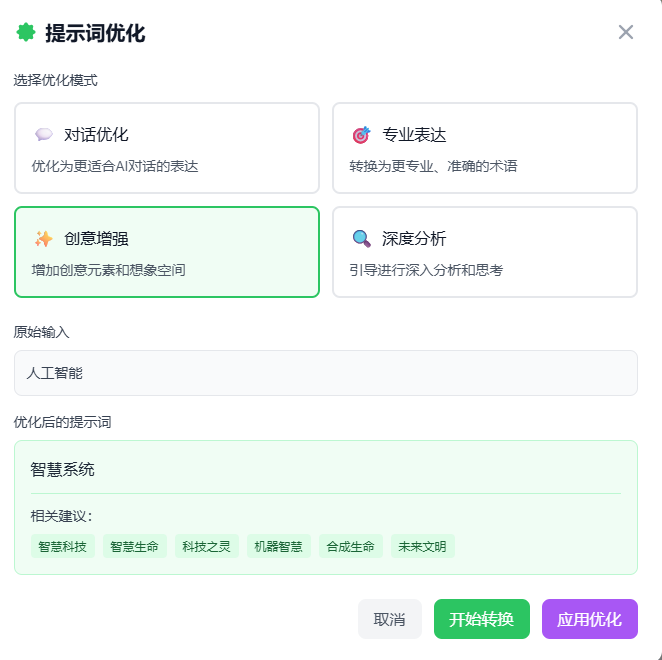 提示词优化
选择优化模式
对话优化
优化为更适合AI对话的表达
专业表达
转换为更专业、准确的术语
创意增强
增加创意元素和想象空间
深度分析
引导进行深入分析和思考
原始输入
人工智能
优化后的提示词
智慧系统
相关建议：
智慧科技 智慧生命 科技之灵 机器智慧 合成生命 未来文明
取消 开始转换 应用优化